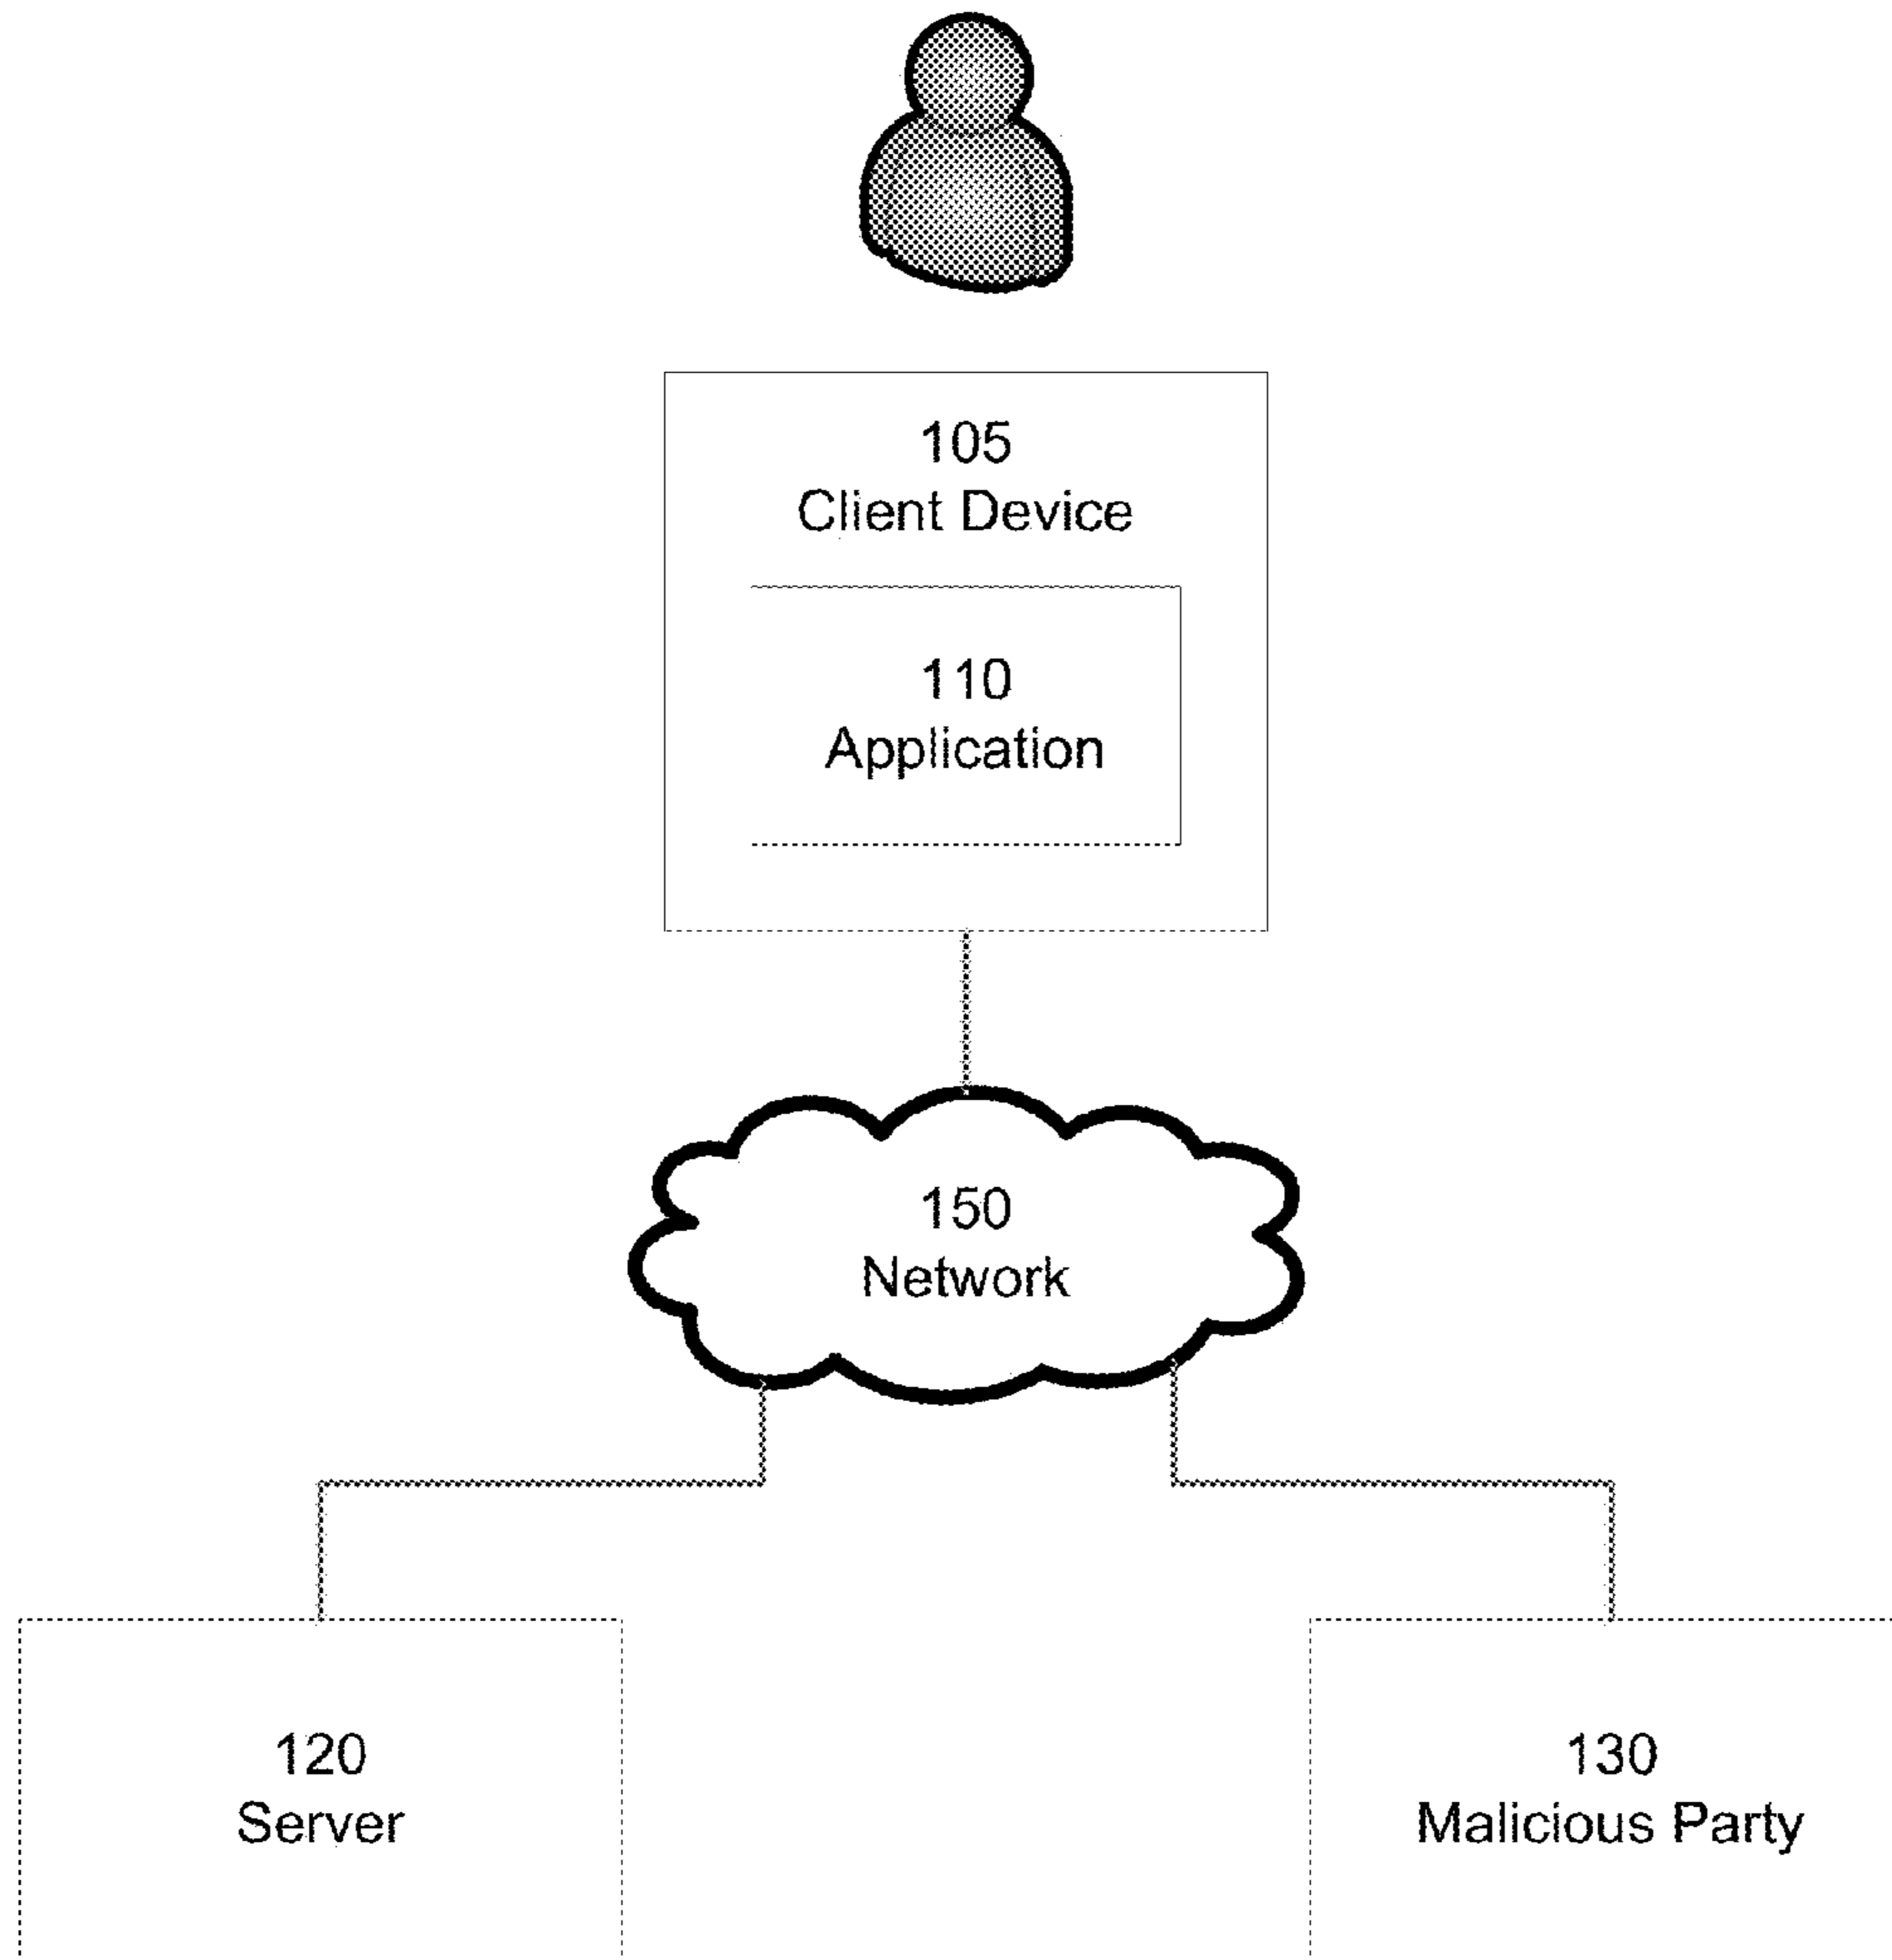 105
Client Device
110
Application
150
Network
120
Server
130
Malicious Party